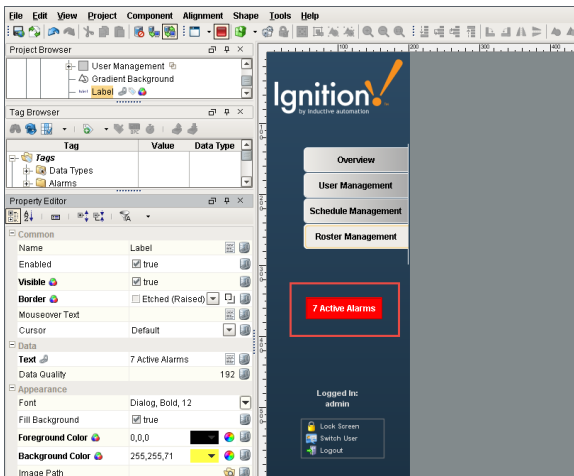 File Edit View Project Component Alignment Shape Tools Help
Project Browser
User Management
Gradient Background
Label
Tag Browser
Tag Value Data Type
Tags
Data Types
Alarms
Property Editor
Common
Name Label
Enabled true
Visible true
Border Etched (Raised)
Mouseover Text
Cursor Default
Data
Text 7 Active Alarms
Data Quality 192
Appearance
Font Dialog, Bold, 12
Fill Background true
Foreground Color 0,0,0
Background Color 255,255,71
Image Path
100 200 300 400
Ignition!
by inductive automation
Overview
User Management
Schedule Management
Roster Management
7 Active Alarms
Logged In:
admin
Lock Screen
Switch User
Logout